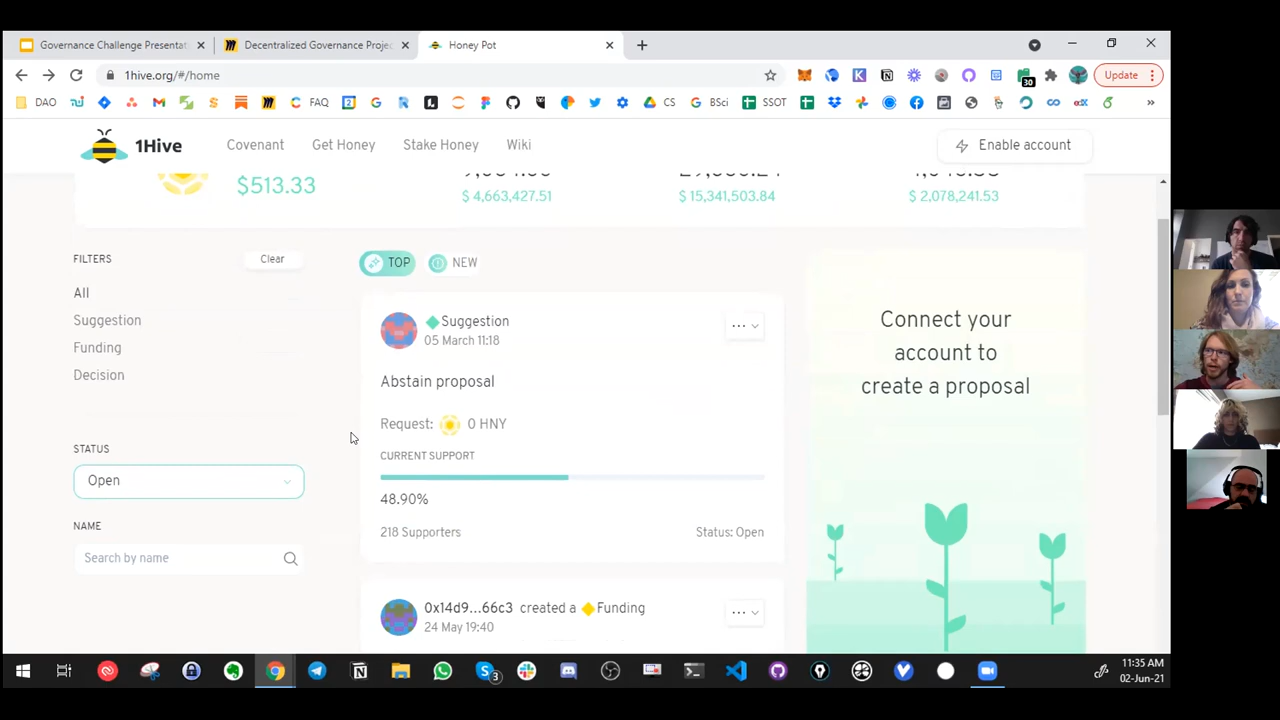 Governance Challenge Presentat
Decentralized Governance Projec
Honey Pot
1hive.org/#/home
Update
DAO
FAQ
CS
BSci
SSOT
30
1Hive
Covenant
Get Honey
Stake Honey
Wiki
Enable account
$513.33
$ 4,663,427.51
$ 15,341,503.84
$ 2,078,241.53
FILTERS
Clear
All
Suggestion
Funding
Decision
STATUS
Open
NAME
Search by name
TOP
NEW
Suggestion
05 March 11:18
Abstain proposal
Request: 0 HNY
CURRENT SUPPORT
48.90%
218 Supporters
Status: Open
0x14d9...66c3 created a Funding
24 May 19:40
Connect your
account to
create a proposal
3
11:35 AM
02-Jun-21